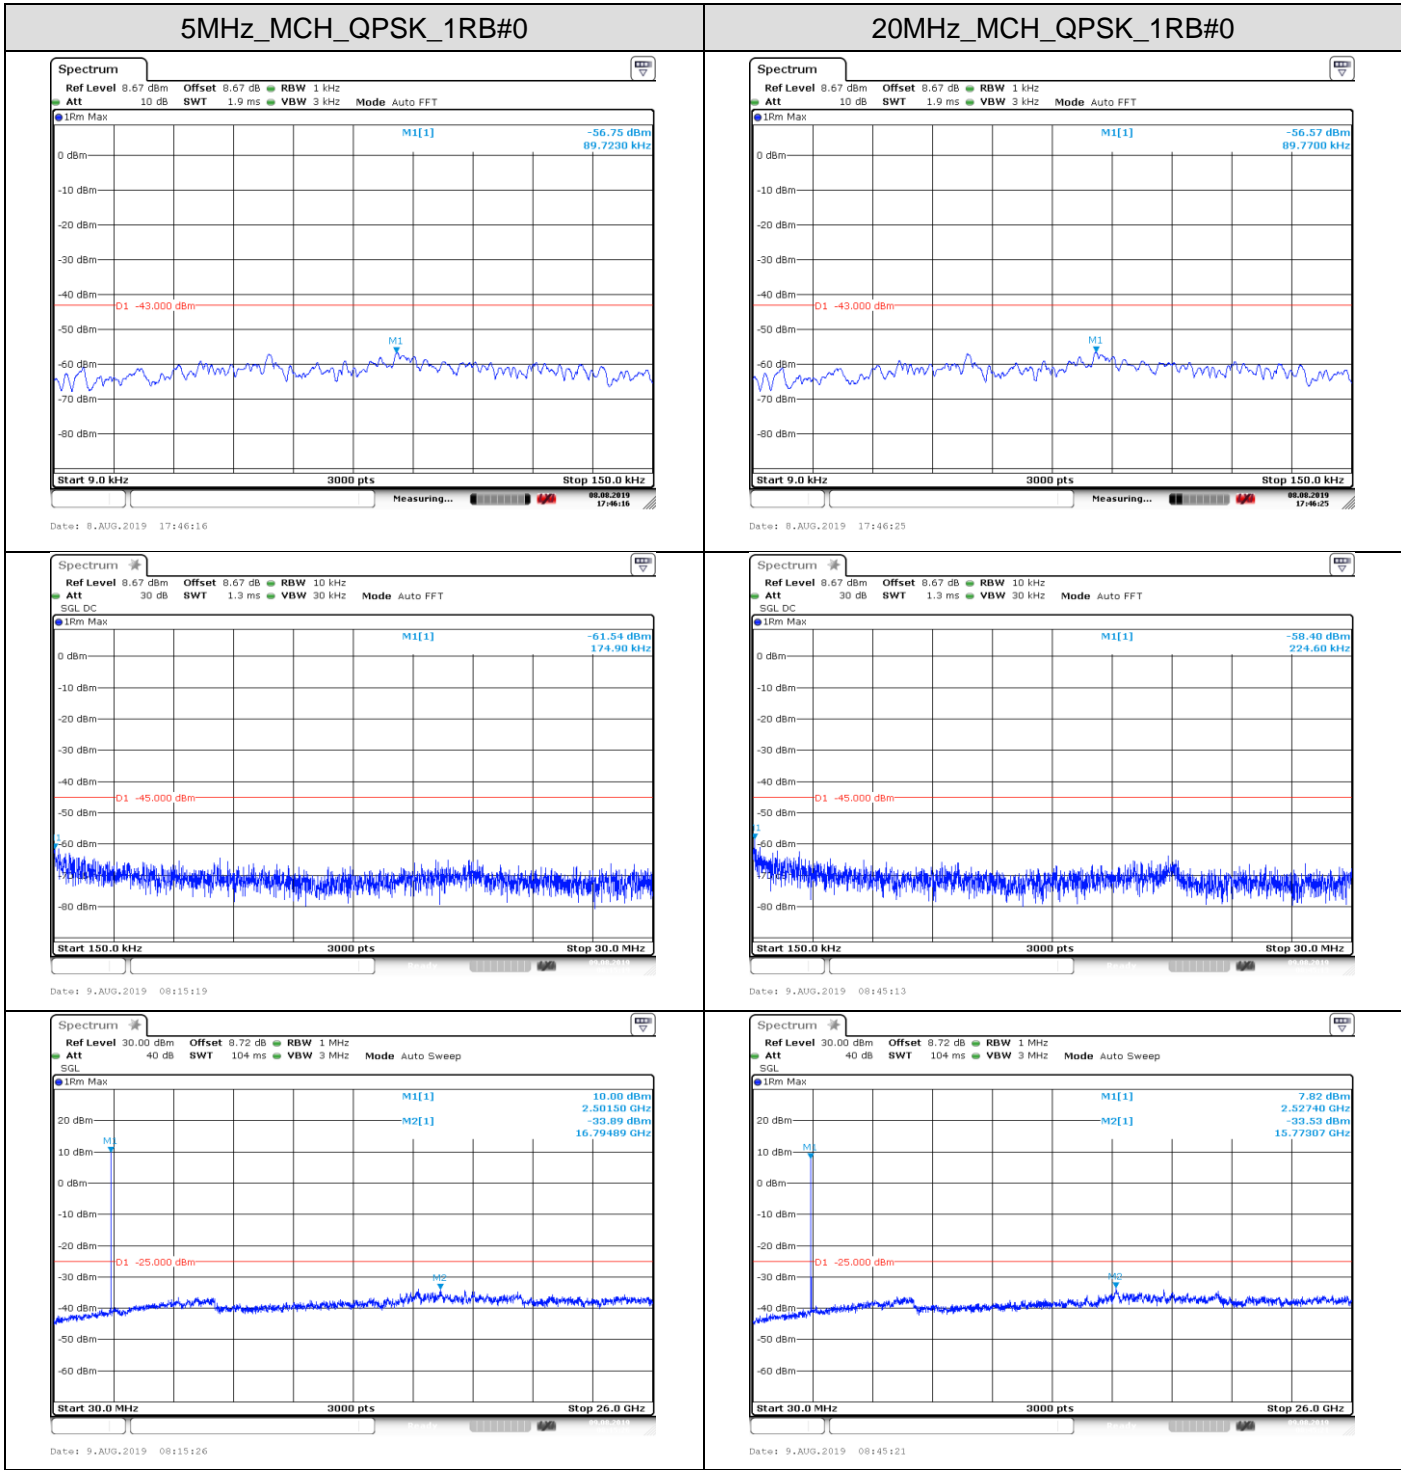 5MHz_MCH_QPSK_1RB#0
20MHz_MCH_QPSK_1RB#0
Spectrum
Ref Level 8.67 dBm Offset 8.67 dB RBW 1 kHz
Att 10 dB SWT 1.9 ms VBW 3 kHz Mode Auto FFT
1Rm Max
M1[1] -56.75 dBm
89.7230 kHz
0 dBm
-10 dBm
-20 dBm
-30 dBm
-40 dBm
D1 -43.000 dBm
-50 dBm
M1
-60 dBm
-70 dBm
-80 dBm
Start 9.0 kHz 3000 pts Stop 150.0 kHz
Measuring... 08.08.2019
17:46:16
Date: 8.AUG.2019 17:46:16
Spectrum
Ref Level 8.67 dBm Offset 8.67 dB RBW 1 kHz
Att 10 dB SWT 1.9 ms VBW 3 kHz Mode Auto FFT
1Rm Max
M1[1] -56.57 dBm
89.7700 kHz
0 dBm
-10 dBm
-20 dBm
-30 dBm
-40 dBm
D1 -43.000 dBm
-50 dBm
M1
-60 dBm
-70 dBm
-80 dBm
Start 9.0 kHz 3000 pts Stop 150.0 kHz
Measuring... 08.08.2019
17:46:25
Date: 8.AUG.2019 17:46:25
Spectrum
Ref Level 8.67 dBm Offset 8.67 dB RBW 10 kHz
Att 30 dB SWT 1.3 ms VBW 30 kHz Mode Auto FFT
SGL DC
1Rm Max
M1[1] -61.54 dBm
174.90 kHz
0 dBm
-10 dBm
-20 dBm
-30 dBm
-40 dBm
D1 -45.000 dBm
-50 dBm
-60 dBm
-80 dBm
Start 150.0 kHz 3000 pts Stop 30.0 MHz
Date: 9.AUG.2019 08:15:19
Spectrum
Ref Level 8.67 dBm Offset 8.67 dB RBW 10 kHz
Att 30 dB SWT 1.3 ms VBW 30 kHz Mode Auto FFT
SGL DC
1Rm Max
M1[1] -58.40 dBm
224.60 kHz
0 dBm
-10 dBm
-20 dBm
-30 dBm
-40 dBm
D1 -45.000 dBm
-50 dBm
-60 dBm
-80 dBm
Start 150.0 kHz 3000 pts Stop 30.0 MHz
Date: 9.AUG.2019 08:45:13
Spectrum
Ref Level 30.00 dBm Offset 8.72 dB RBW 1 MHz
Att 40 dB SWT 104 ms VBW 3 MHz Mode Auto Sweep
SGL
1Rm Max
M1[1] 10.00 dBm
2.50150 GHz
20 dBm M2[1] -33.89 dBm
16.79489 GHz
M1
10 dBm
0 dBm
-10 dBm
-20 dBm
D1 -25.000 dBm
-30 dBm
M2
-40 dBm
-50 dBm
-60 dBm
Start 30.0 MHz 3000 pts Stop 26.0 GHz
Date: 9.AUG.2019 08:15:26
Spectrum
Ref Level 30.00 dBm Offset 8.72 dB RBW 1 MHz
Att 40 dB SWT 104 ms VBW 3 MHz Mode Auto Sweep
SGL
1Rm Max
M1[1] 7.82 dBm
2.52740 GHz
20 dBm M2[1] -33.53 dBm
15.77307 GHz
M1
10 dBm
0 dBm
-10 dBm
-20 dBm
D1 -25.000 dBm
-30 dBm
M2
-40 dBm
-50 dBm
-60 dBm
Start 30.0 MHz 3000 pts Stop 26.0 GHz
Date: 9.AUG.2019 08:45:21